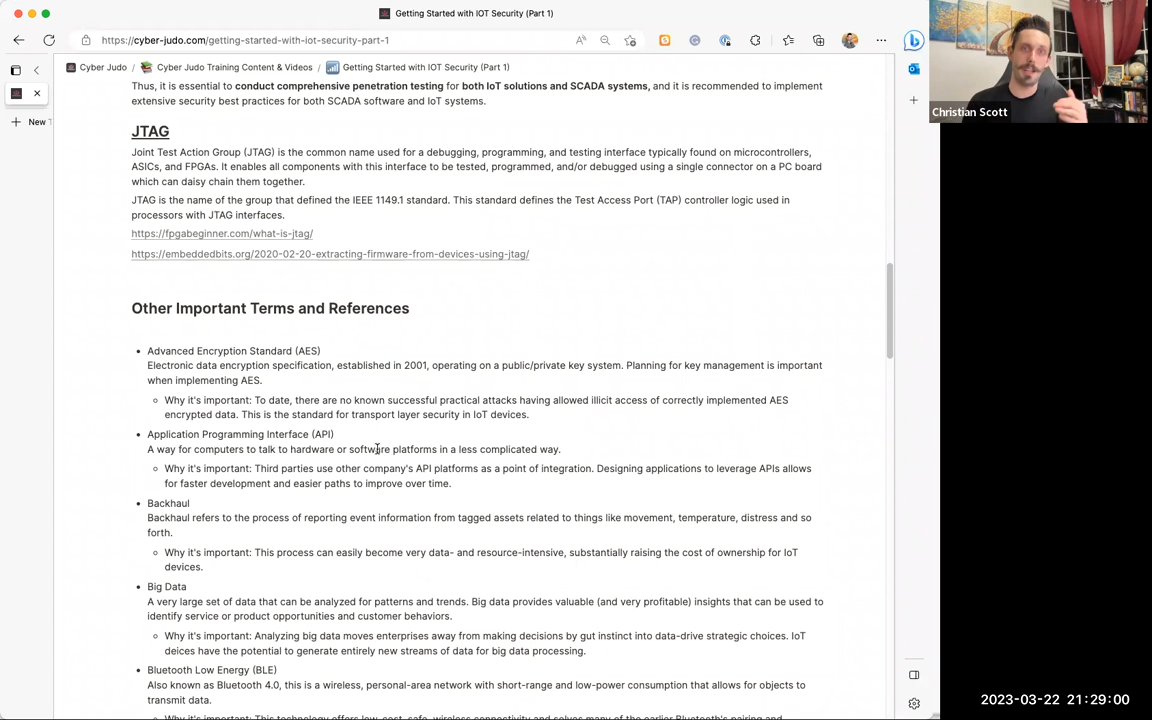 Getting Started with IOT Security (Part 1)
https://cyber-judo.com/getting-started-with-iot-security-part-1
Cyber Judo / Cyber Judo Training Content & Videos / Getting Started with IOT Security (Part 1)
New
Thus, it is essential to conduct comprehensive penetration testing for both IoT solutions and SCADA systems, and it is recommended to implement
extensive security best practices for both SCADA software and IoT systems.
JTAG
Joint Test Action Group (JTAG) is the common name used for a debugging, programming, and testing interface typically found on microcontrollers,
ASICs, and FPGAs. It enables all components with this interface to be tested, programmed, and/or debugged using a single connector on a PC board
which can daisy chain them together.
JTAG is the name of the group that defined the IEEE 1149.1 standard. This standard defines the Test Access Port (TAP) controller logic used in
processors with JTAG interfaces.
https://fpgabeginner.com/what-is-jtag/
https://embeddedbits.org/2020-02-20-extracting-firmware-from-devices-using-jtag/
Other Important Terms and References
• Advanced Encryption Standard (AES)
Electronic data encryption specification, established in 2001, operating on a public/private key system. Planning for key management is important
when implementing AES.
Why it's important: To date, there are no known successful practical attacks having allowed illicit access of correctly implemented AES
encrypted data. This is the standard for transport layer security in IoT devices.
• Application Programming Interface (API)
A way for computers to talk to hardware or software platforms in a less complicated way.
Why it's important: Third parties use other company's API platforms as a point of integration. Designing applications to leverage APIs allows
for faster development and easier paths to improve over time.
• Backhaul
Backhaul refers to the process of reporting event information from tagged assets related to things like movement, temperature, distress and so
forth.
Why it's important: This process can easily become very data- and resource-intensive, substantially raising the cost of ownership for IoT
devices.
• Big Data
A very large set of data that can be analyzed for patterns and trends. Big data provides valuable (and very profitable) insights that can be used to
identify service or product opportunities and customer behaviors.
Why it's important: Analyzing big data moves enterprises away from making decisions by gut instinct into data-drive strategic choices. IoT
deices have the potential to generate entirely new streams of data for big data processing.
• Bluetooth Low Energy (BLE)
Also known as Bluetooth 4.0, this is a wireless, personal-area network with short-range and low-power consumption that allows for objects to
transmit data.
Why it's important: This technology offers low-cost, safe, wireless connectivity and solves many of the earlier Bluetooth's pairing and
Christian Scott
2023-03-22 21:29:00